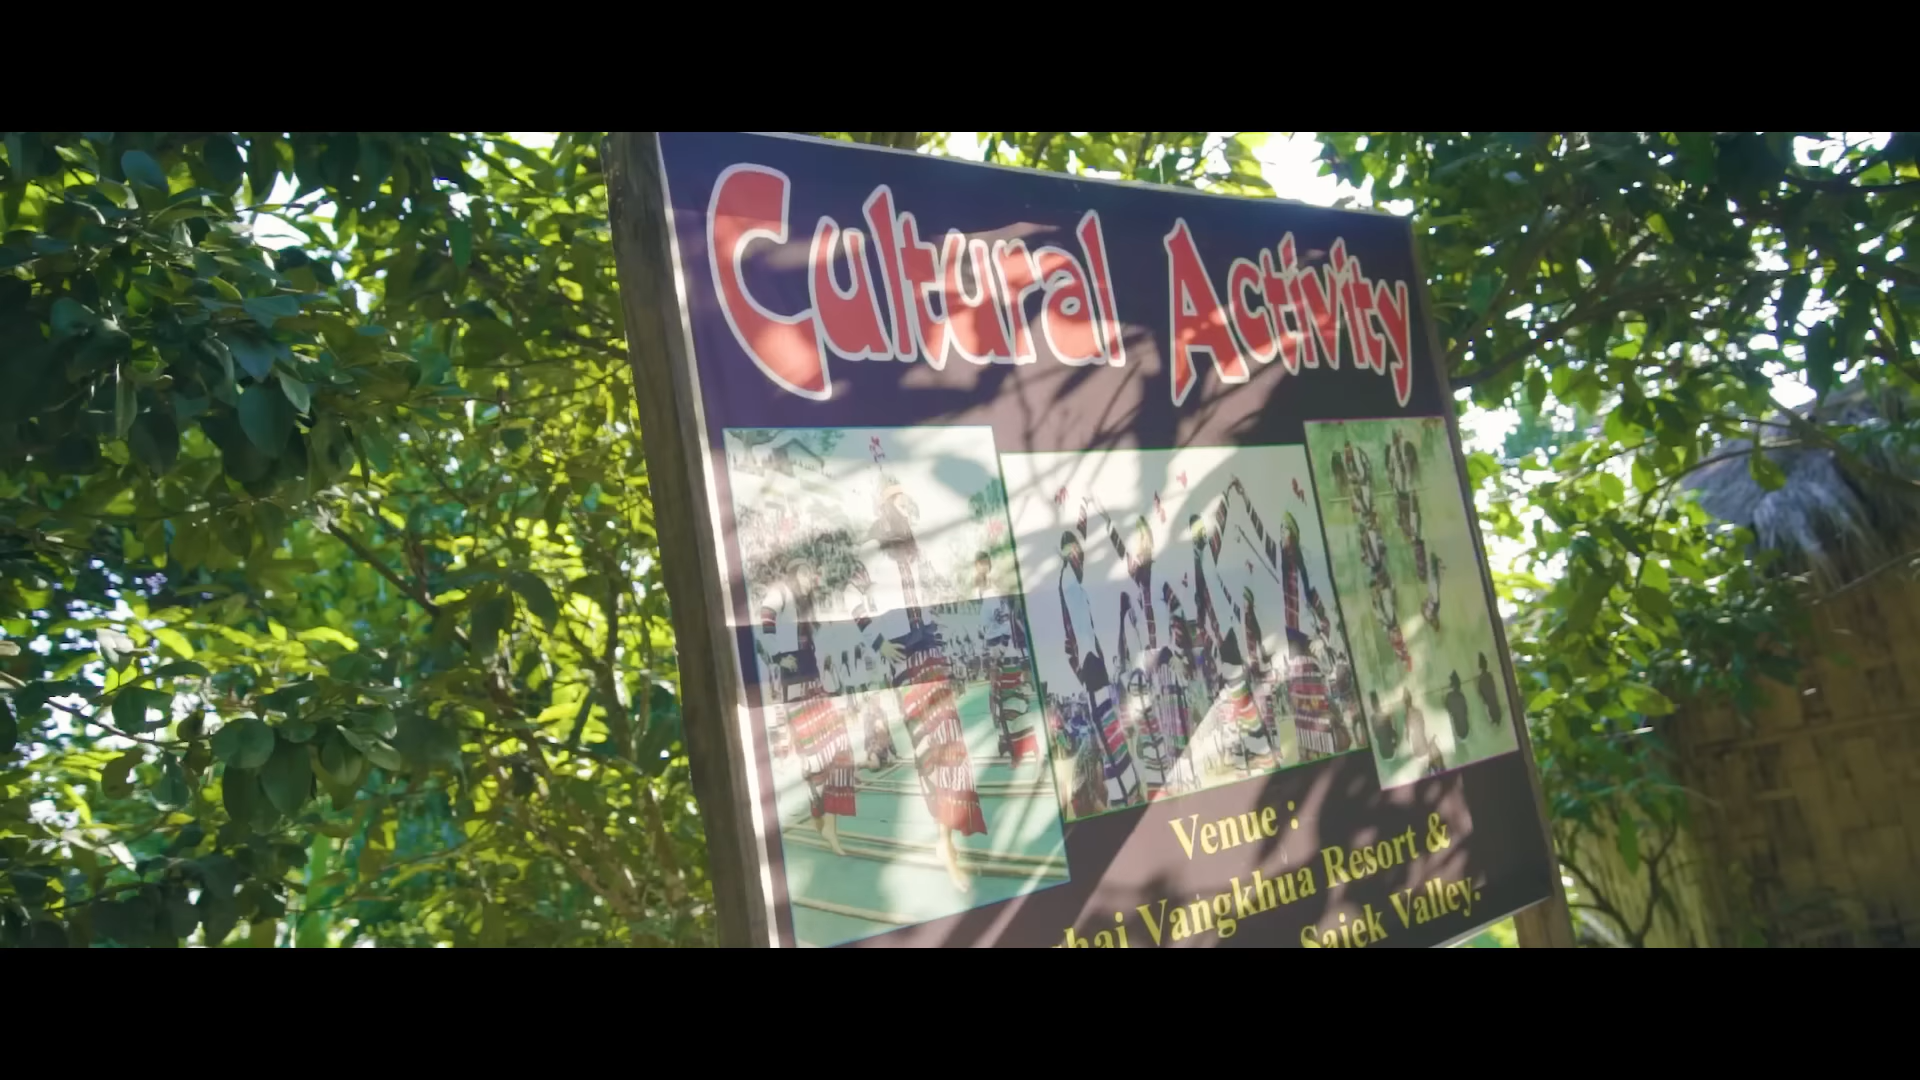 Cultural Activity
Venue :
Vangkhua Resort &
Sajek Valley.